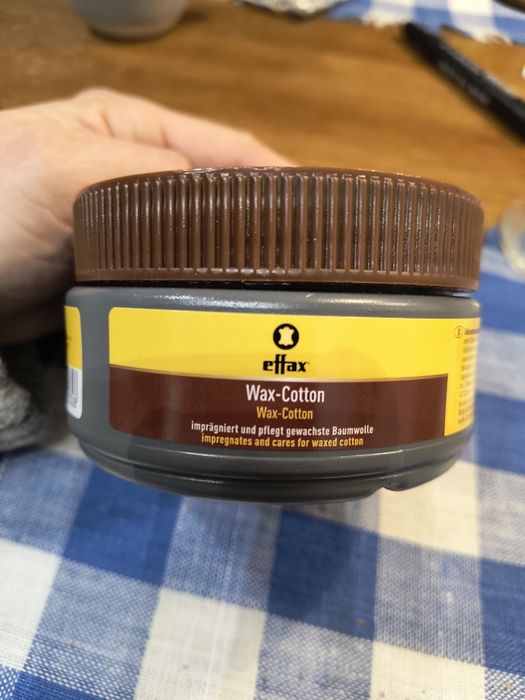 effax
Wax-Cotton
Wax-Cotton
imprägniert und pflegt gewachste Baumwolle
impregnates and cares for waxed cotton